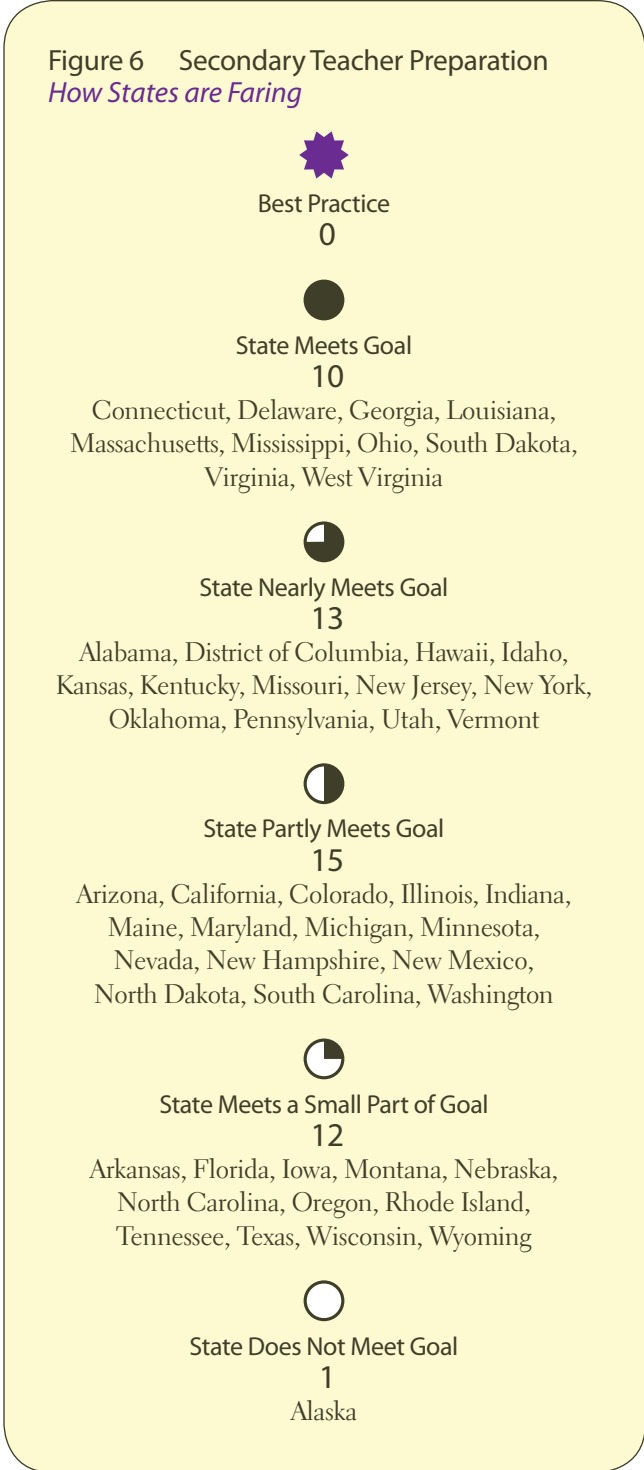 Figure 6 Secondary Teacher Preparation
How States are Faring
Best Practice
0
State Meets Goal
10
Connecticut, Delaware, Georgia, Louisiana,
Massachusetts, Mississippi, Ohio, South Dakota,
Virginia, West Virginia
State Nearly Meets Goal
13
Alabama, District of Columbia, Hawaii, Idaho,
Kansas, Kentucky, Missouri, New Jersey, New York,
Oklahoma, Pennsylvania, Utah, Vermont
State Partly Meets Goal
15
Arizona, California, Colorado, Illinois, Indiana,
Maine, Maryland, Michigan, Minnesota,
Nevada, New Hampshire, New Mexico,
North Dakota, South Carolina, Washington
State Meets a Small Part of Goal
12
Arkansas, Florida, Iowa, Montana, Nebraska,
North Carolina, Oregon, Rhode Island,
Tennessee, Texas, Wisconsin, Wyoming
State Does Not Meet Goal
1
Alaska